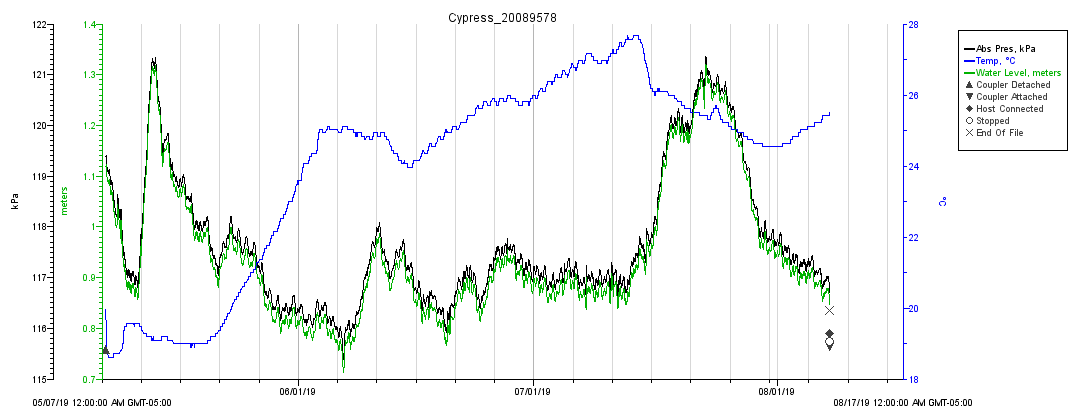 Cypress_20089578
122
121
120
119
118
117
116
115
kPa
1.4
1.3
1.2
1.1
1
0.9
0.8
0.7
meters
28
26
24
22
20
18
°C
Abs Pres, kPa
Temp, °C
Water Level, meters
Coupler Detached
Coupler Attached
Host Connected
Stopped
End Of File
06/01/19
07/01/19
08/01/19
05/07/19 12:00:00 AM GMT-05:00
08/17/19 12:00:00 AM GMT-05:00